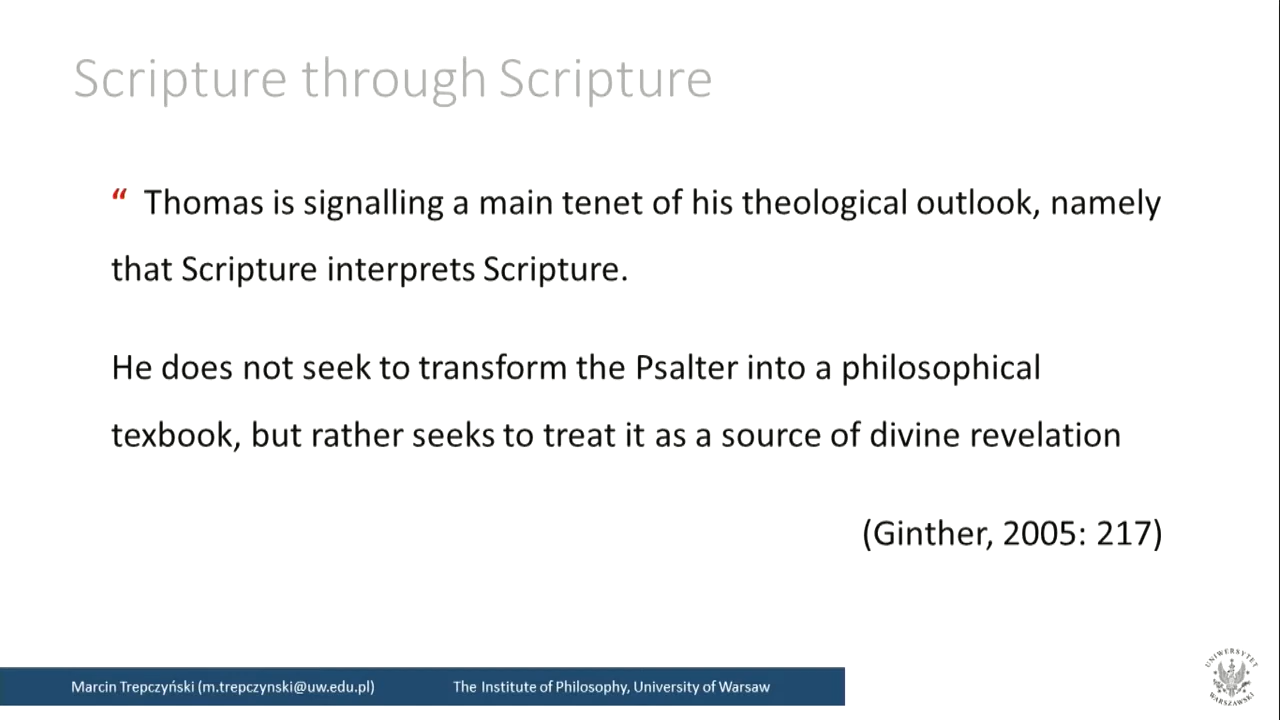 Scripture through Scripture
“ Thomas is signalling a main tenet of his theological outlook, namely
that Scripture interprets Scripture.
He does not seek to transform the Psalter into a philosophical
texbook, but rather seeks to treat it as a source of divine revelation
(Ginther, 2005: 217)
Marcin Trepczyński (m.trepczynski@uw.edu.pl) The Institute of Philosophy, University of Warsaw
UNIWERSYTET
WARSZAWSKI